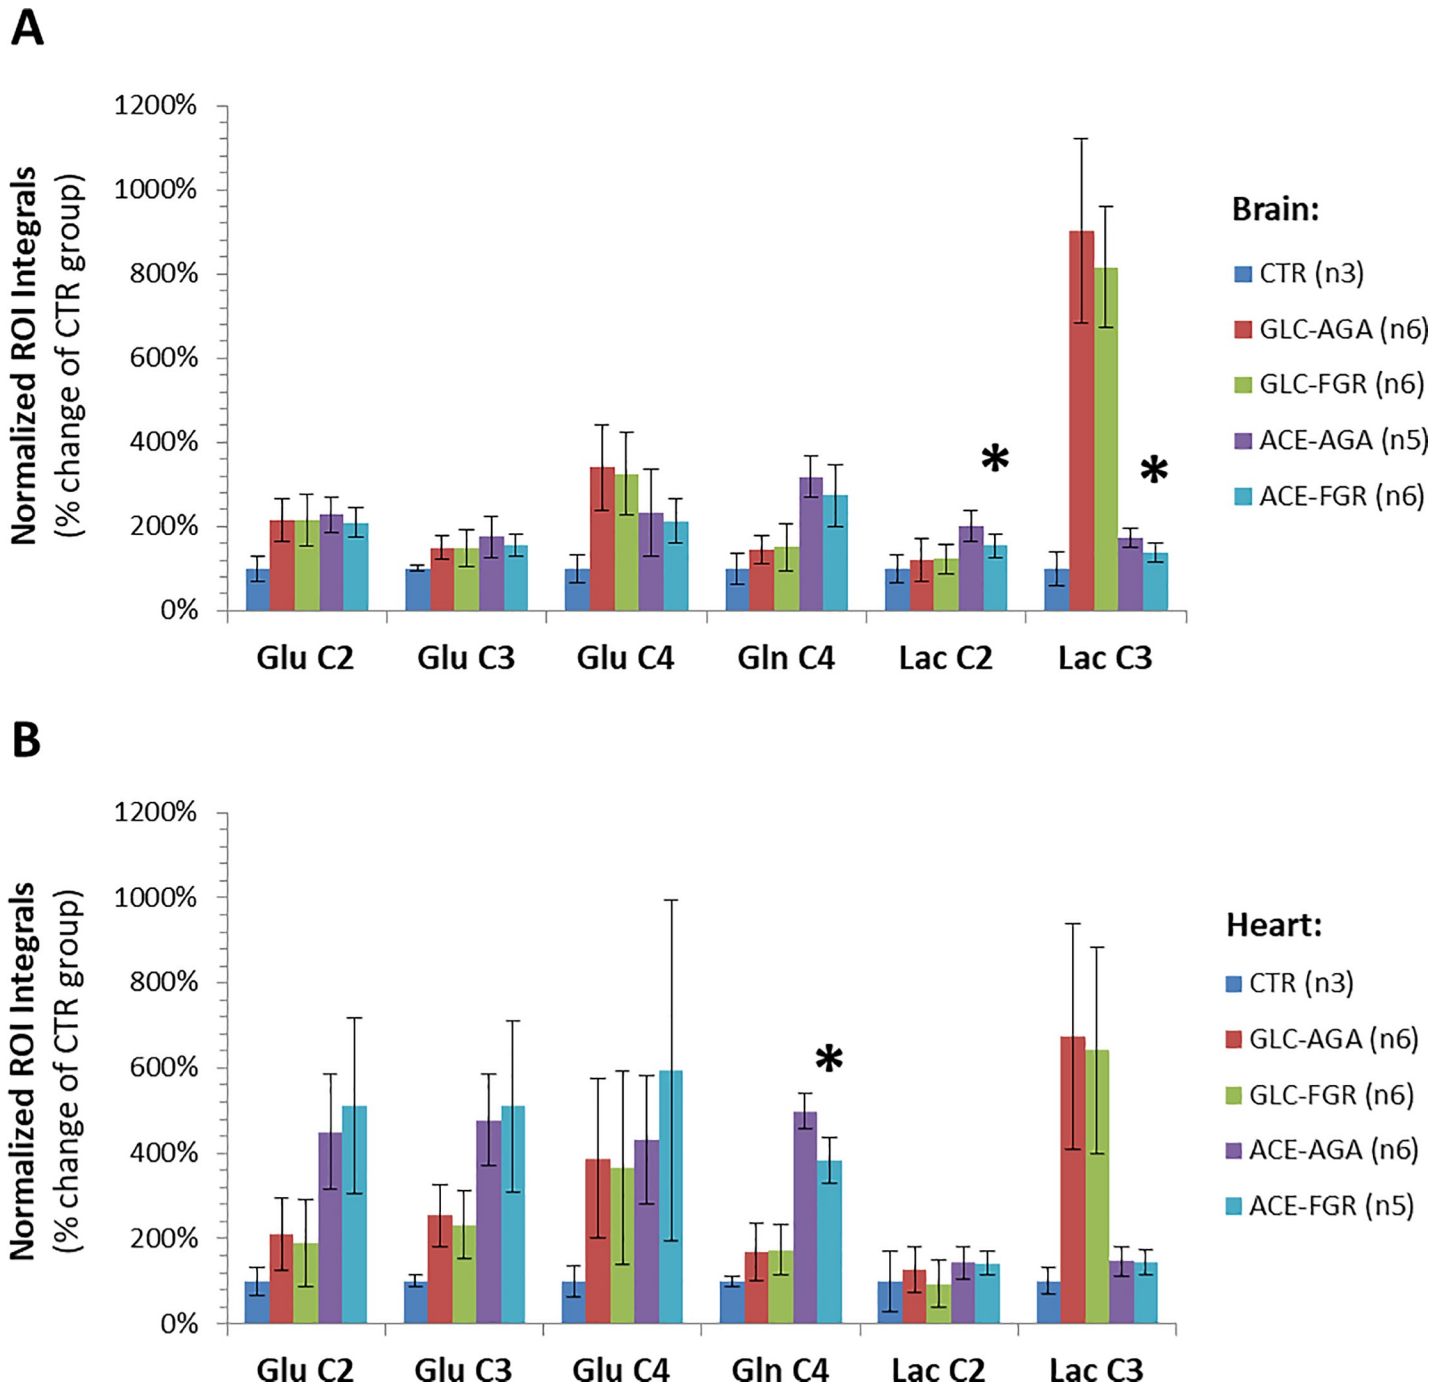 A
Normalized ROI Integrals
(% change of CTR group)
1200%
1000%
800%
600%
400%
200%
0%
*
*
Glu C2
Glu C3
Glu C4
Gln C4
Lac C2
Lac C3
Brain:
CTR (n3)
GLC-AGA (n6)
GLC-FGR (n6)
ACE-AGA (n5)
ACE-FGR (n6)
B
Normalized ROI Integrals
(% change of CTR group)
1200%
1000%
800%
600%
400%
200%
0%
*
Glu C2
Glu C3
Glu C4
Gln C4
Lac C2
Lac C3
Heart:
CTR (n3)
GLC-AGA (n6)
GLC-FGR (n6)
ACE-AGA (n6)
ACE-FGR (n5)